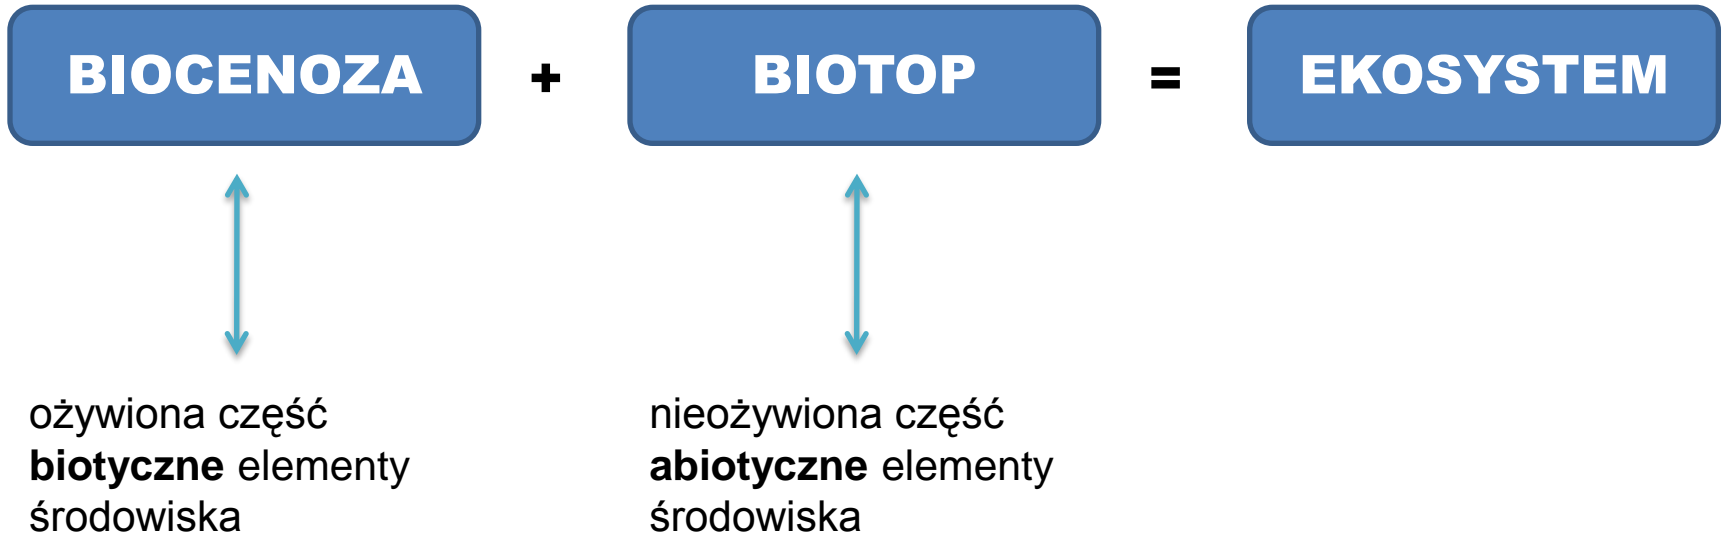 BIOCENOZA + BIOTOP = EKOSYSTEM
ożywiona część
biotyczne elementy
środowiska
nieożywiona część
abiotyczne elementy
środowiska